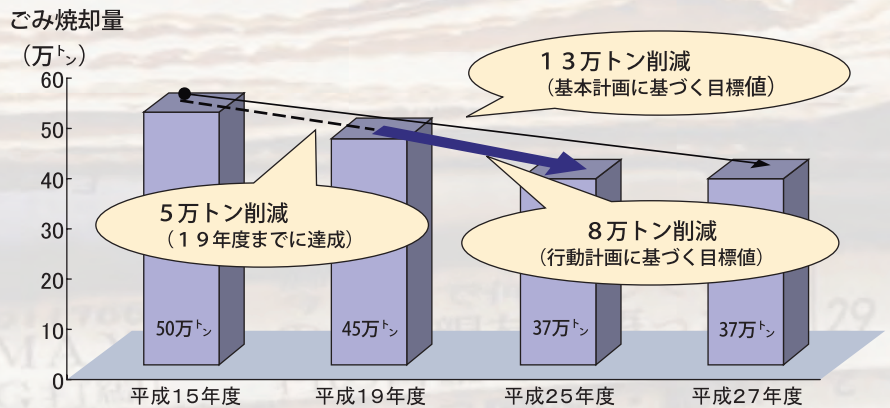 ごみ焼却量
（万トン）
60
50
40
30
20
10
0
１３万トン削減
（基本計画に基づく目標値）
５万トン削減
（１９年度までに達成）
８万トン削減
（行動計画に基づく目標値）
50万トン
45万トン
37万トン
37万トン
平成15年度
平成19年度
平成25年度
平成27年度
29